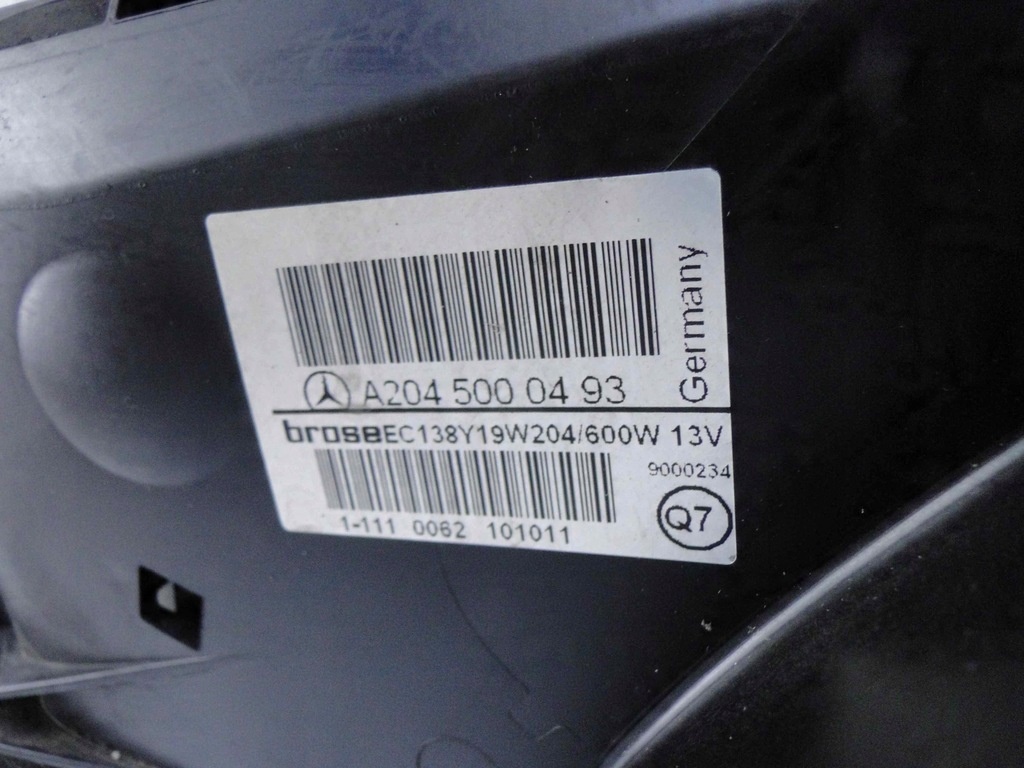 A204 500 04 93
Germany
broseEC138Y19W204/600W 13V
9000234
Q7
1-111 0062 101011